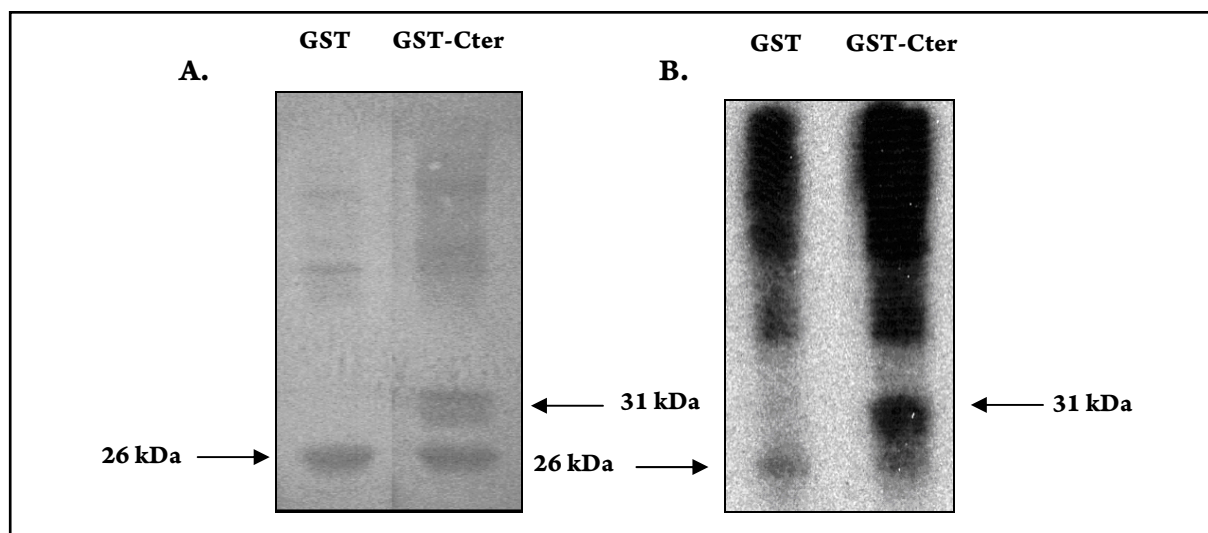 GST GST-Cter GST GST-Cter
A. B.
31 kDa 31 kDa
26 kDa 26 kDa